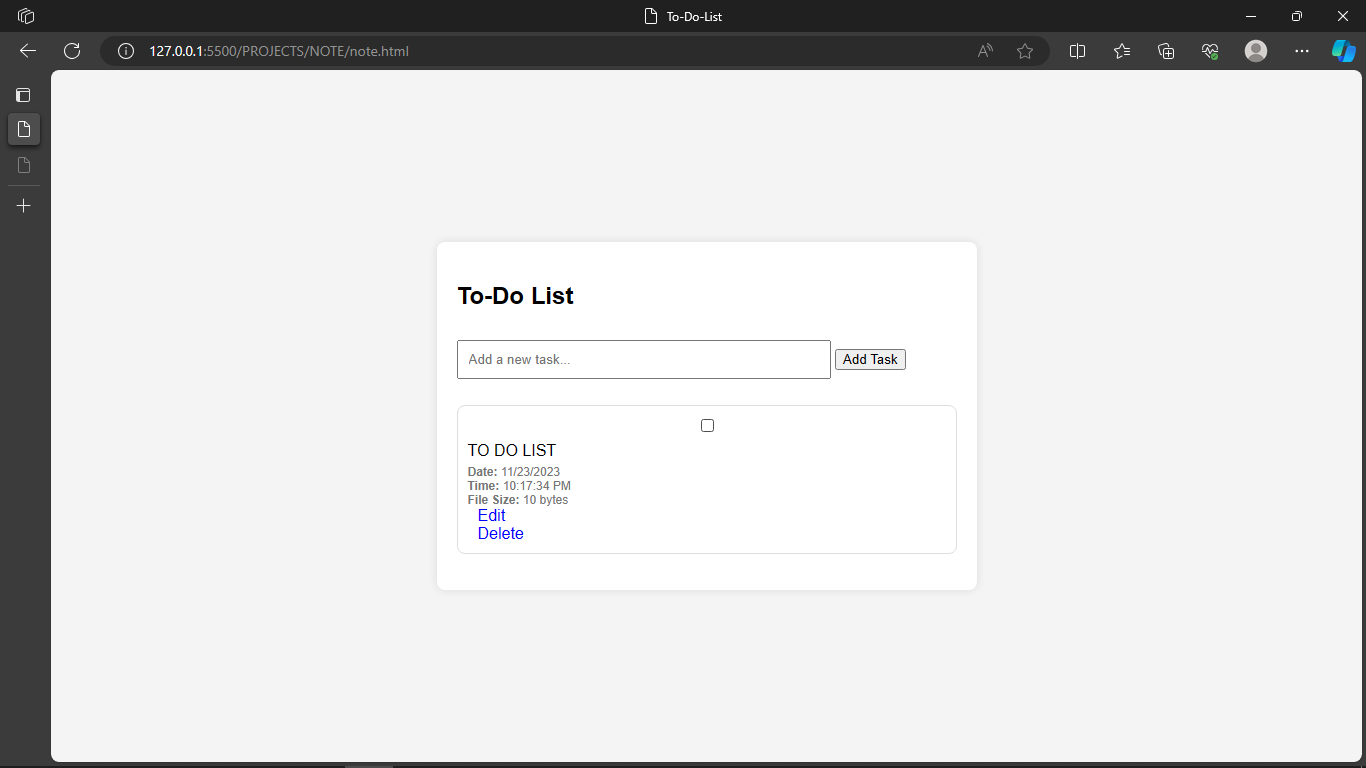 To-Do-List
127.0.0.1:5500/PROJECTS/NOTE/note.html
To-Do List
Add a new task...
Add Task
TO DO LIST
Date: 11/23/2023
Time: 10:17:34 PM
File Size: 10 bytes
Edit
Delete